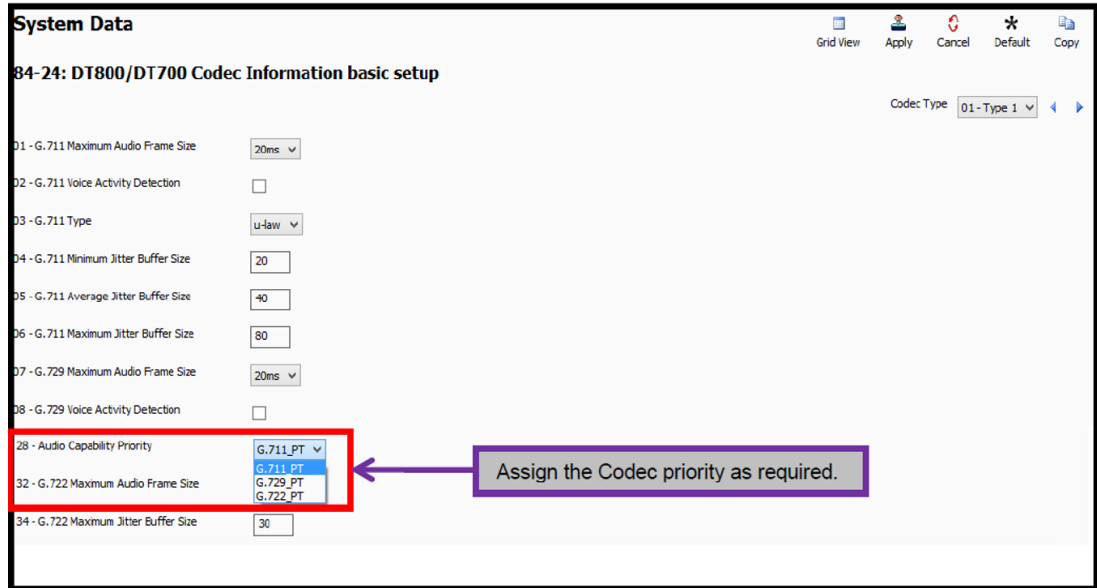 System Data
Grid View Apply Cancel Default Copy
84-24: DT800/DT700 Codec Information basic setup
Codec Type 01 - Type 1
01 - G.711 Maximum Audio Frame Size 20ms
02 - G.711 Voice Activity Detection
03 - G.711 Type u-law
04 - G.711 Minimum Jitter Buffer Size 20
05 - G.711 Average Jitter Buffer Size 40
06 - G.711 Maximum Jitter Buffer Size 80
07 - G.729 Maximum Audio Frame Size 20ms
08 - G.729 Voice Activity Detection
28 - Audio Capability Priority G.711_PT
G.711_PT
32 - G.722 Maximum Audio Frame Size G.729_PT
G.722_PT
Assign the Codec priority as required.
34 - G.722 Maximum Jitter Buffer Size 30